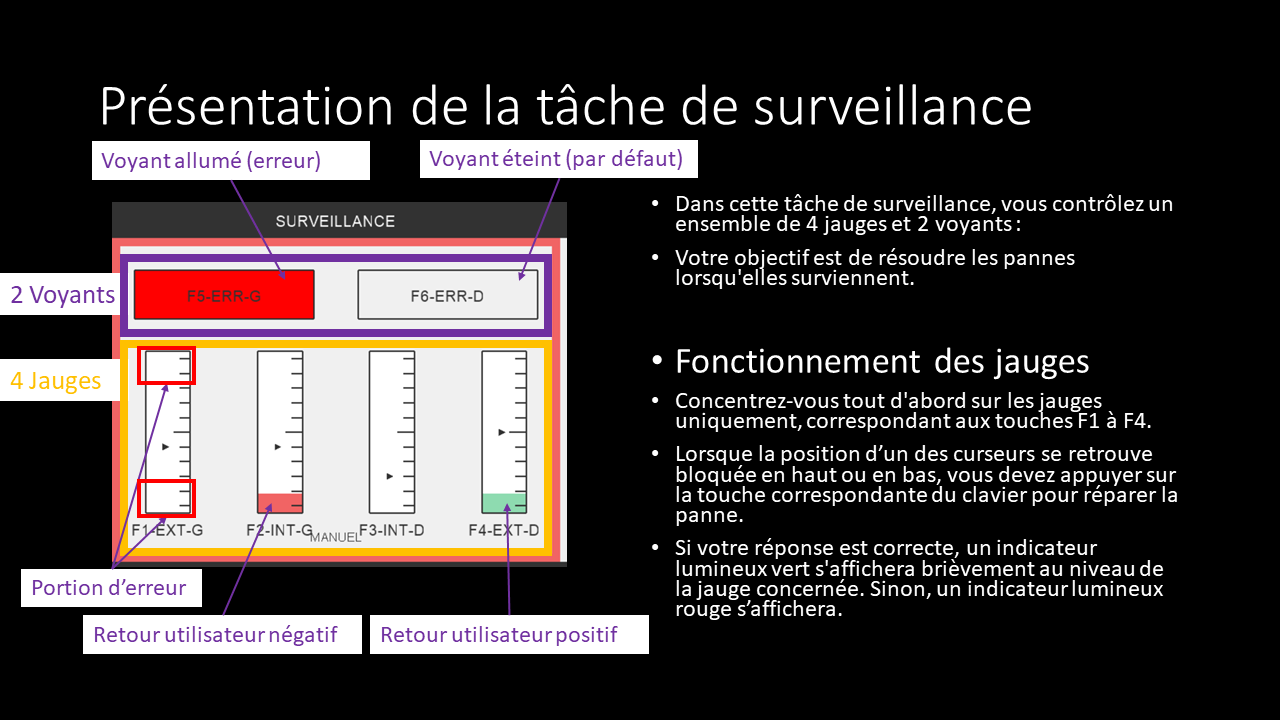 Présentation de la tâche de surveillance
Voyant allumé (erreur)
Voyant éteint (par défaut)
SURVEILLANCE
2 Voyants
F5-ERR-G
F6-ERR-D
4 Jauges
F1-EXT-G
F2-INT-G
MANUEL
F3-INT-D
F4-EXT-D
Portion d’erreur
Retour utilisateur négatif
Retour utilisateur positif
• Dans cette tâche de surveillance, vous contrôlez un
ensemble de 4 jauges et 2 voyants :
• Votre objectif est de résoudre les pannes
lorsqu'elles surviennent.
• Fonctionnement des jauges
• Concentrez-vous tout d'abord sur les jauges
uniquement, correspondant aux touches F1 à F4.
• Lorsque la position d’un des curseurs se retrouve
bloquée en haut ou en bas, vous devez appuyer sur
la touche correspondante du clavier pour réparer la
panne.
• Si votre réponse est correcte, un indicateur
lumineux vert s'affichera brièvement au niveau de
la jauge concernée. Sinon, un indicateur lumineux
rouge s’affichera.